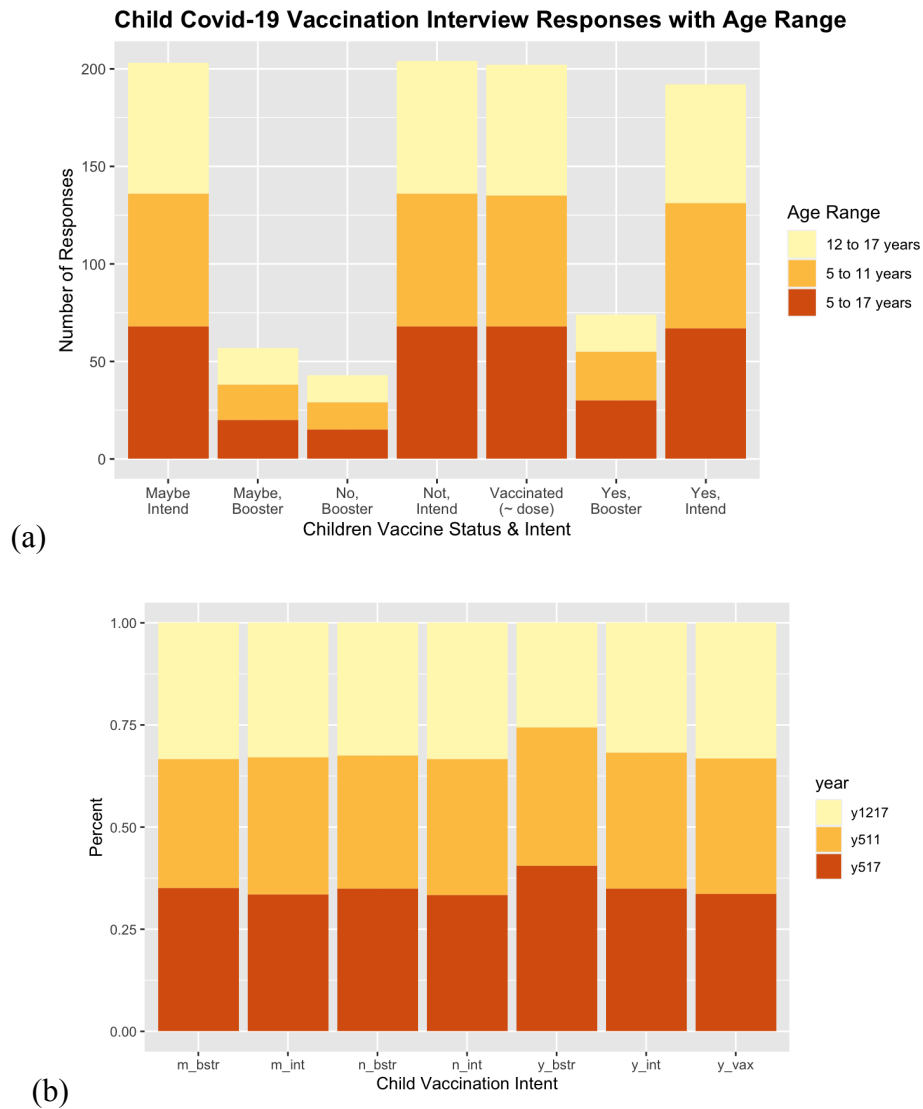 Child Covid-19 Vaccination Interview Responses with Age Range
200
150
100
50
0
Number of Responses
Maybe Intend
Maybe, Booster
No, Booster
Not, Intend
Vaccinated (~ dose)
Yes, Booster
Yes, Intend
Children Vaccine Status & Intent
Age Range
12 to 17 years
5 to 11 years
5 to 17 years
(a)
1.00
0.75
0.50
0.25
0.00
Percent
m_bstr
m_int
n_bstr
n_int
y_bstr
y_int
y_vax
Child Vaccination Intent
year
y1217
y511
y517
(b)